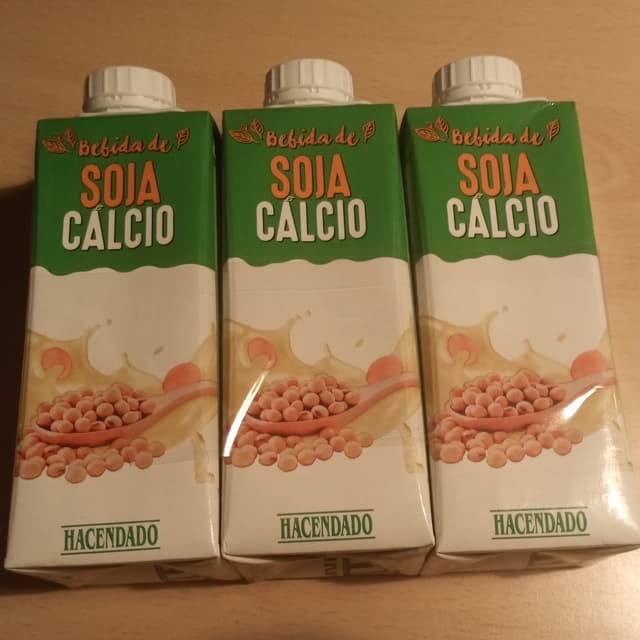 Bebida de
SOJA
CÁLCIO
HACENDADO
Bebida de
SOJA
CÁLCIO
HACENDADO
Bebida de
SOJA
CÁLCIO
HACENDADO